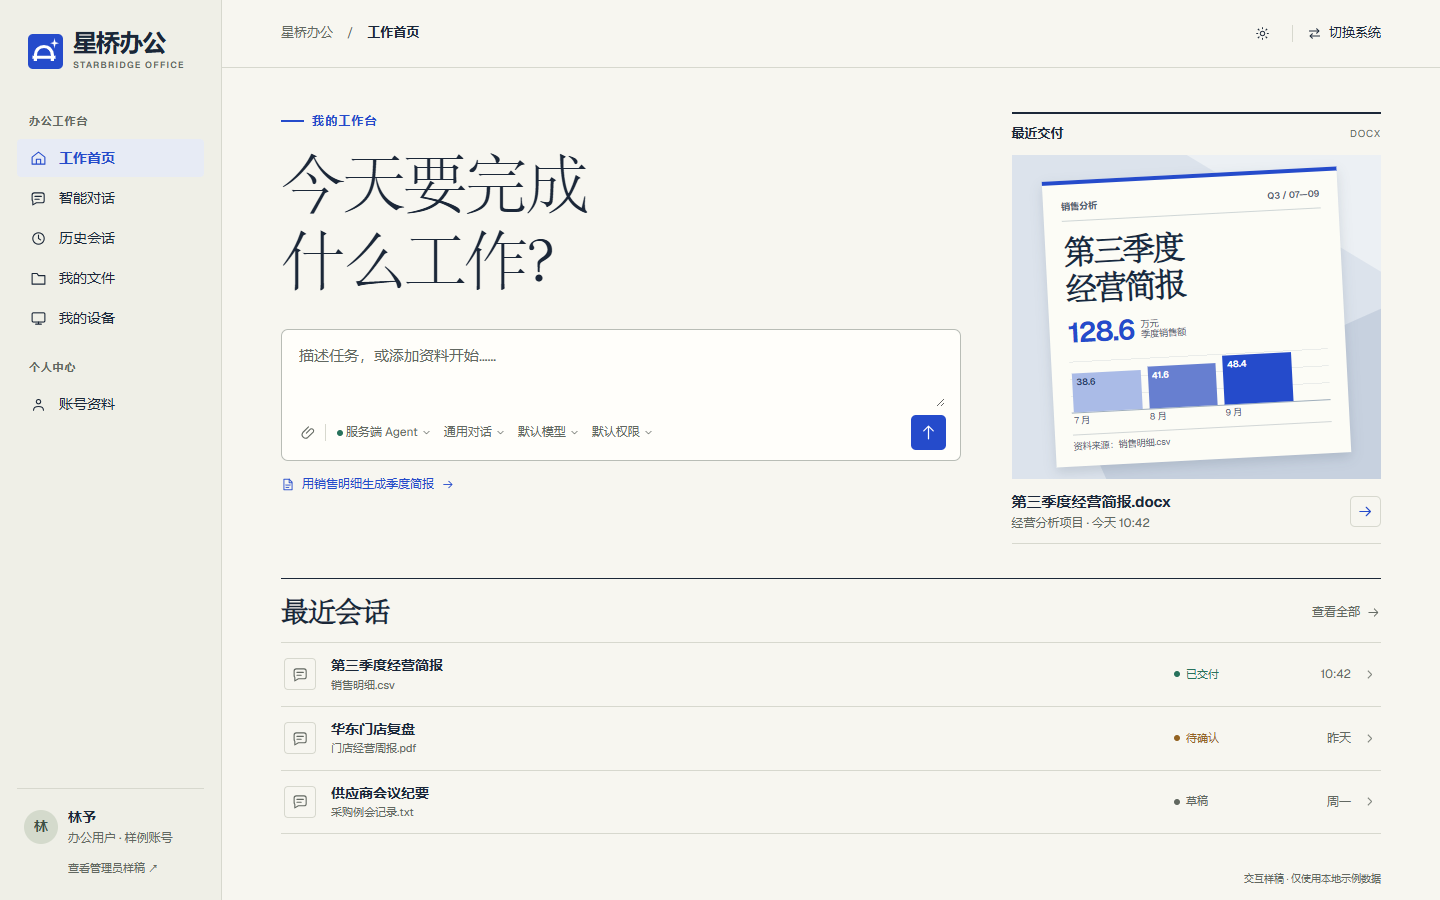 星桥办公
STARBRIDGE OFFICE
办公工作台
工作首页
智能对话
历史会话
我的文件
我的设备
个人中心
账号资料
林
林予
办公用户 · 样例账号
查看管理员样稿 ↗
星桥办公 / 工作首页
切换系统
我的工作台
今天要完成
什么工作?
描述任务，或添加资料开始......
服务端 Agent
通用对话
默认模型
默认权限
用销售明细生成季度简报 →
最近交付
DOCX
销售分析
Q3 / 07—09
第三季度
经营简报
128.6
万元
季度销售额
38.6
41.6
48.4
7 月
8 月
9 月
资料来源：销售明细.csv
第三季度经营简报.docx
经营分析项目 · 今天 10:42
最近会话
查看全部 →
第三季度经营简报
销售明细.csv
已交付
10:42
华东门店复盘
门店经营周报.pdf
待确认
昨天
供应商会议纪要
采购例会记录.txt
草稿
周一
交互样稿 · 仅使用本地示例数据